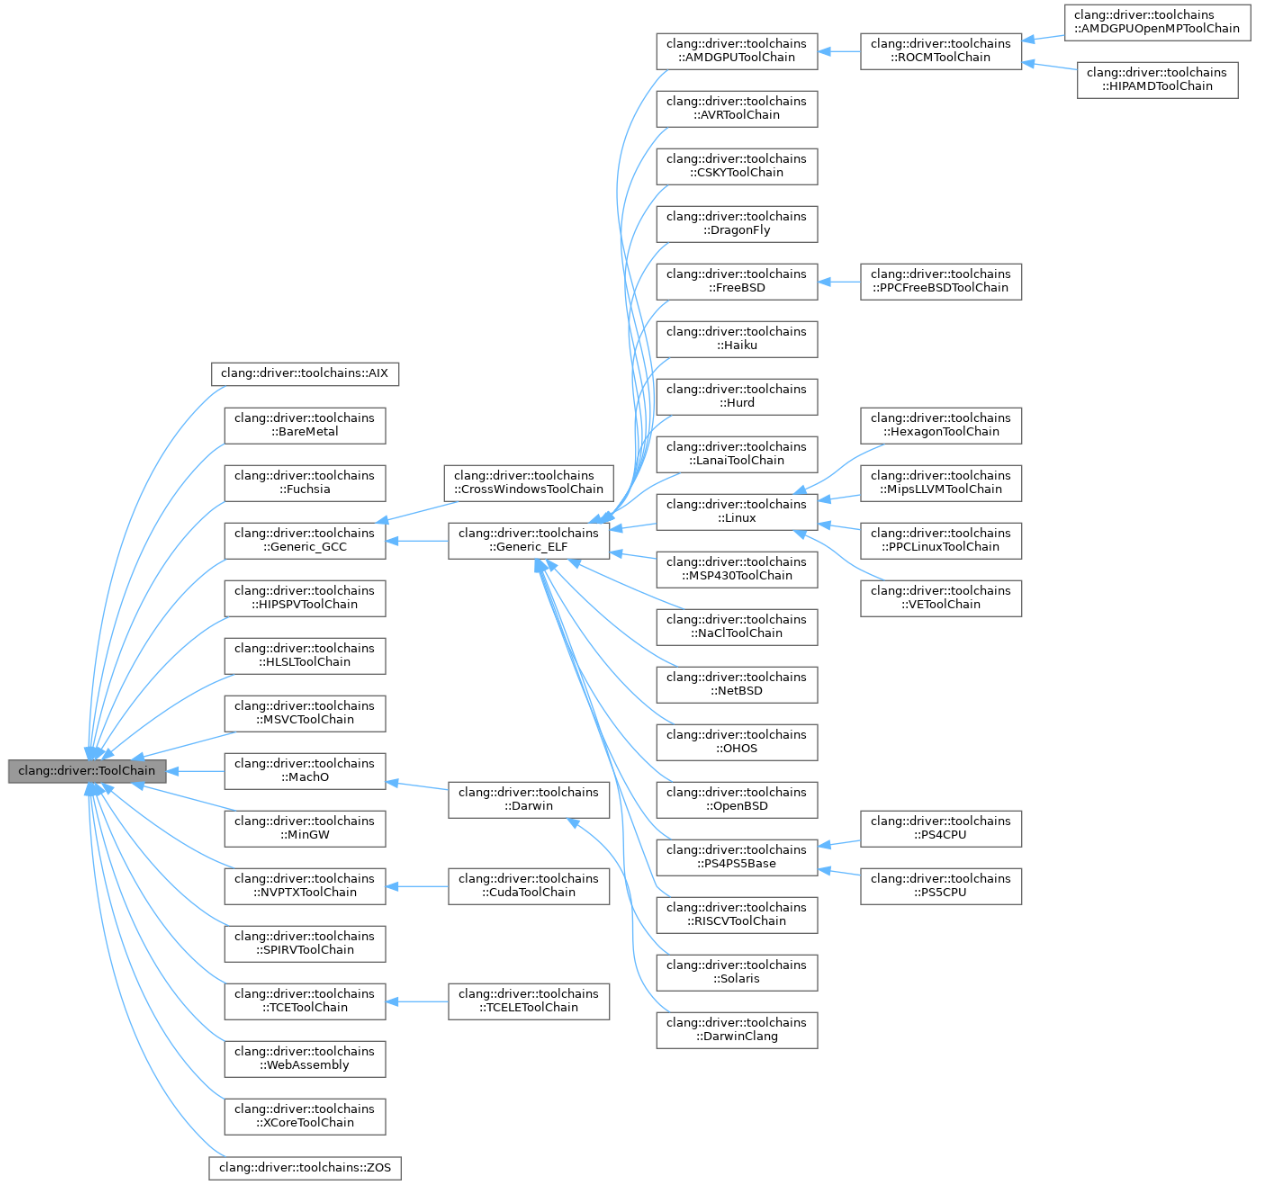 clang::driver::ToolChain
clang::driver::toolchains::AIX
clang::driver::toolchains
::BareMetal
clang::driver::toolchains
::Fuchsia
clang::driver::toolchains
::Generic_GCC
clang::driver::toolchains
::HIPSPVToolChain
clang::driver::toolchains
::HLSLToolChain
clang::driver::toolchains
::MSVCToolChain
clang::driver::toolchains
::MachO
clang::driver::toolchains
::MinGW
clang::driver::toolchains
::NVPTXToolChain
clang::driver::toolchains
::SPIRVToolChain
clang::driver::toolchains
::TCEToolChain
clang::driver::toolchains
::WebAssembly
clang::driver::toolchains
::XCoreToolChain
clang::driver::toolchains::ZOS
clang::driver::toolchains
::CrossWindowsToolChain
clang::driver::toolchains
::Generic_ELF
clang::driver::toolchains
::Darwin
clang::driver::toolchains
::CudaToolChain
clang::driver::toolchains
::TCELEToolChain
clang::driver::toolchains
::AMDGPUToolChain
clang::driver::toolchains
::AVRToolChain
clang::driver::toolchains
::CSKYToolChain
clang::driver::toolchains
::DragonFly
clang::driver::toolchains
::FreeBSD
clang::driver::toolchains
::Haiku
clang::driver::toolchains
::Hurd
clang::driver::toolchains
::LanaiToolChain
clang::driver::toolchains
::Linux
clang::driver::toolchains
::MSP430ToolChain
clang::driver::toolchains
::NaClToolChain
clang::driver::toolchains
::NetBSD
clang::driver::toolchains
::OHOS
clang::driver::toolchains
::OpenBSD
clang::driver::toolchains
::PS4PS5Base
clang::driver::toolchains
::RISCVToolChain
clang::driver::toolchains
::Solaris
clang::driver::toolchains
::DarwinClang
clang::driver::toolchains
::ROCMToolChain
clang::driver::toolchains
::PPCFreeBSDToolChain
clang::driver::toolchains
::HexagonToolChain
clang::driver::toolchains
::MipsLLVMToolChain
clang::driver::toolchains
::PPCLinuxToolChain
clang::driver::toolchains
::VEToolChain
clang::driver::toolchains
::PS4CPU
clang::driver::toolchains
::PS5CPU
clang::driver::toolchains
::AMDGPUOpenMPToolChain
clang::driver::toolchains
::HIPAMDToolChain